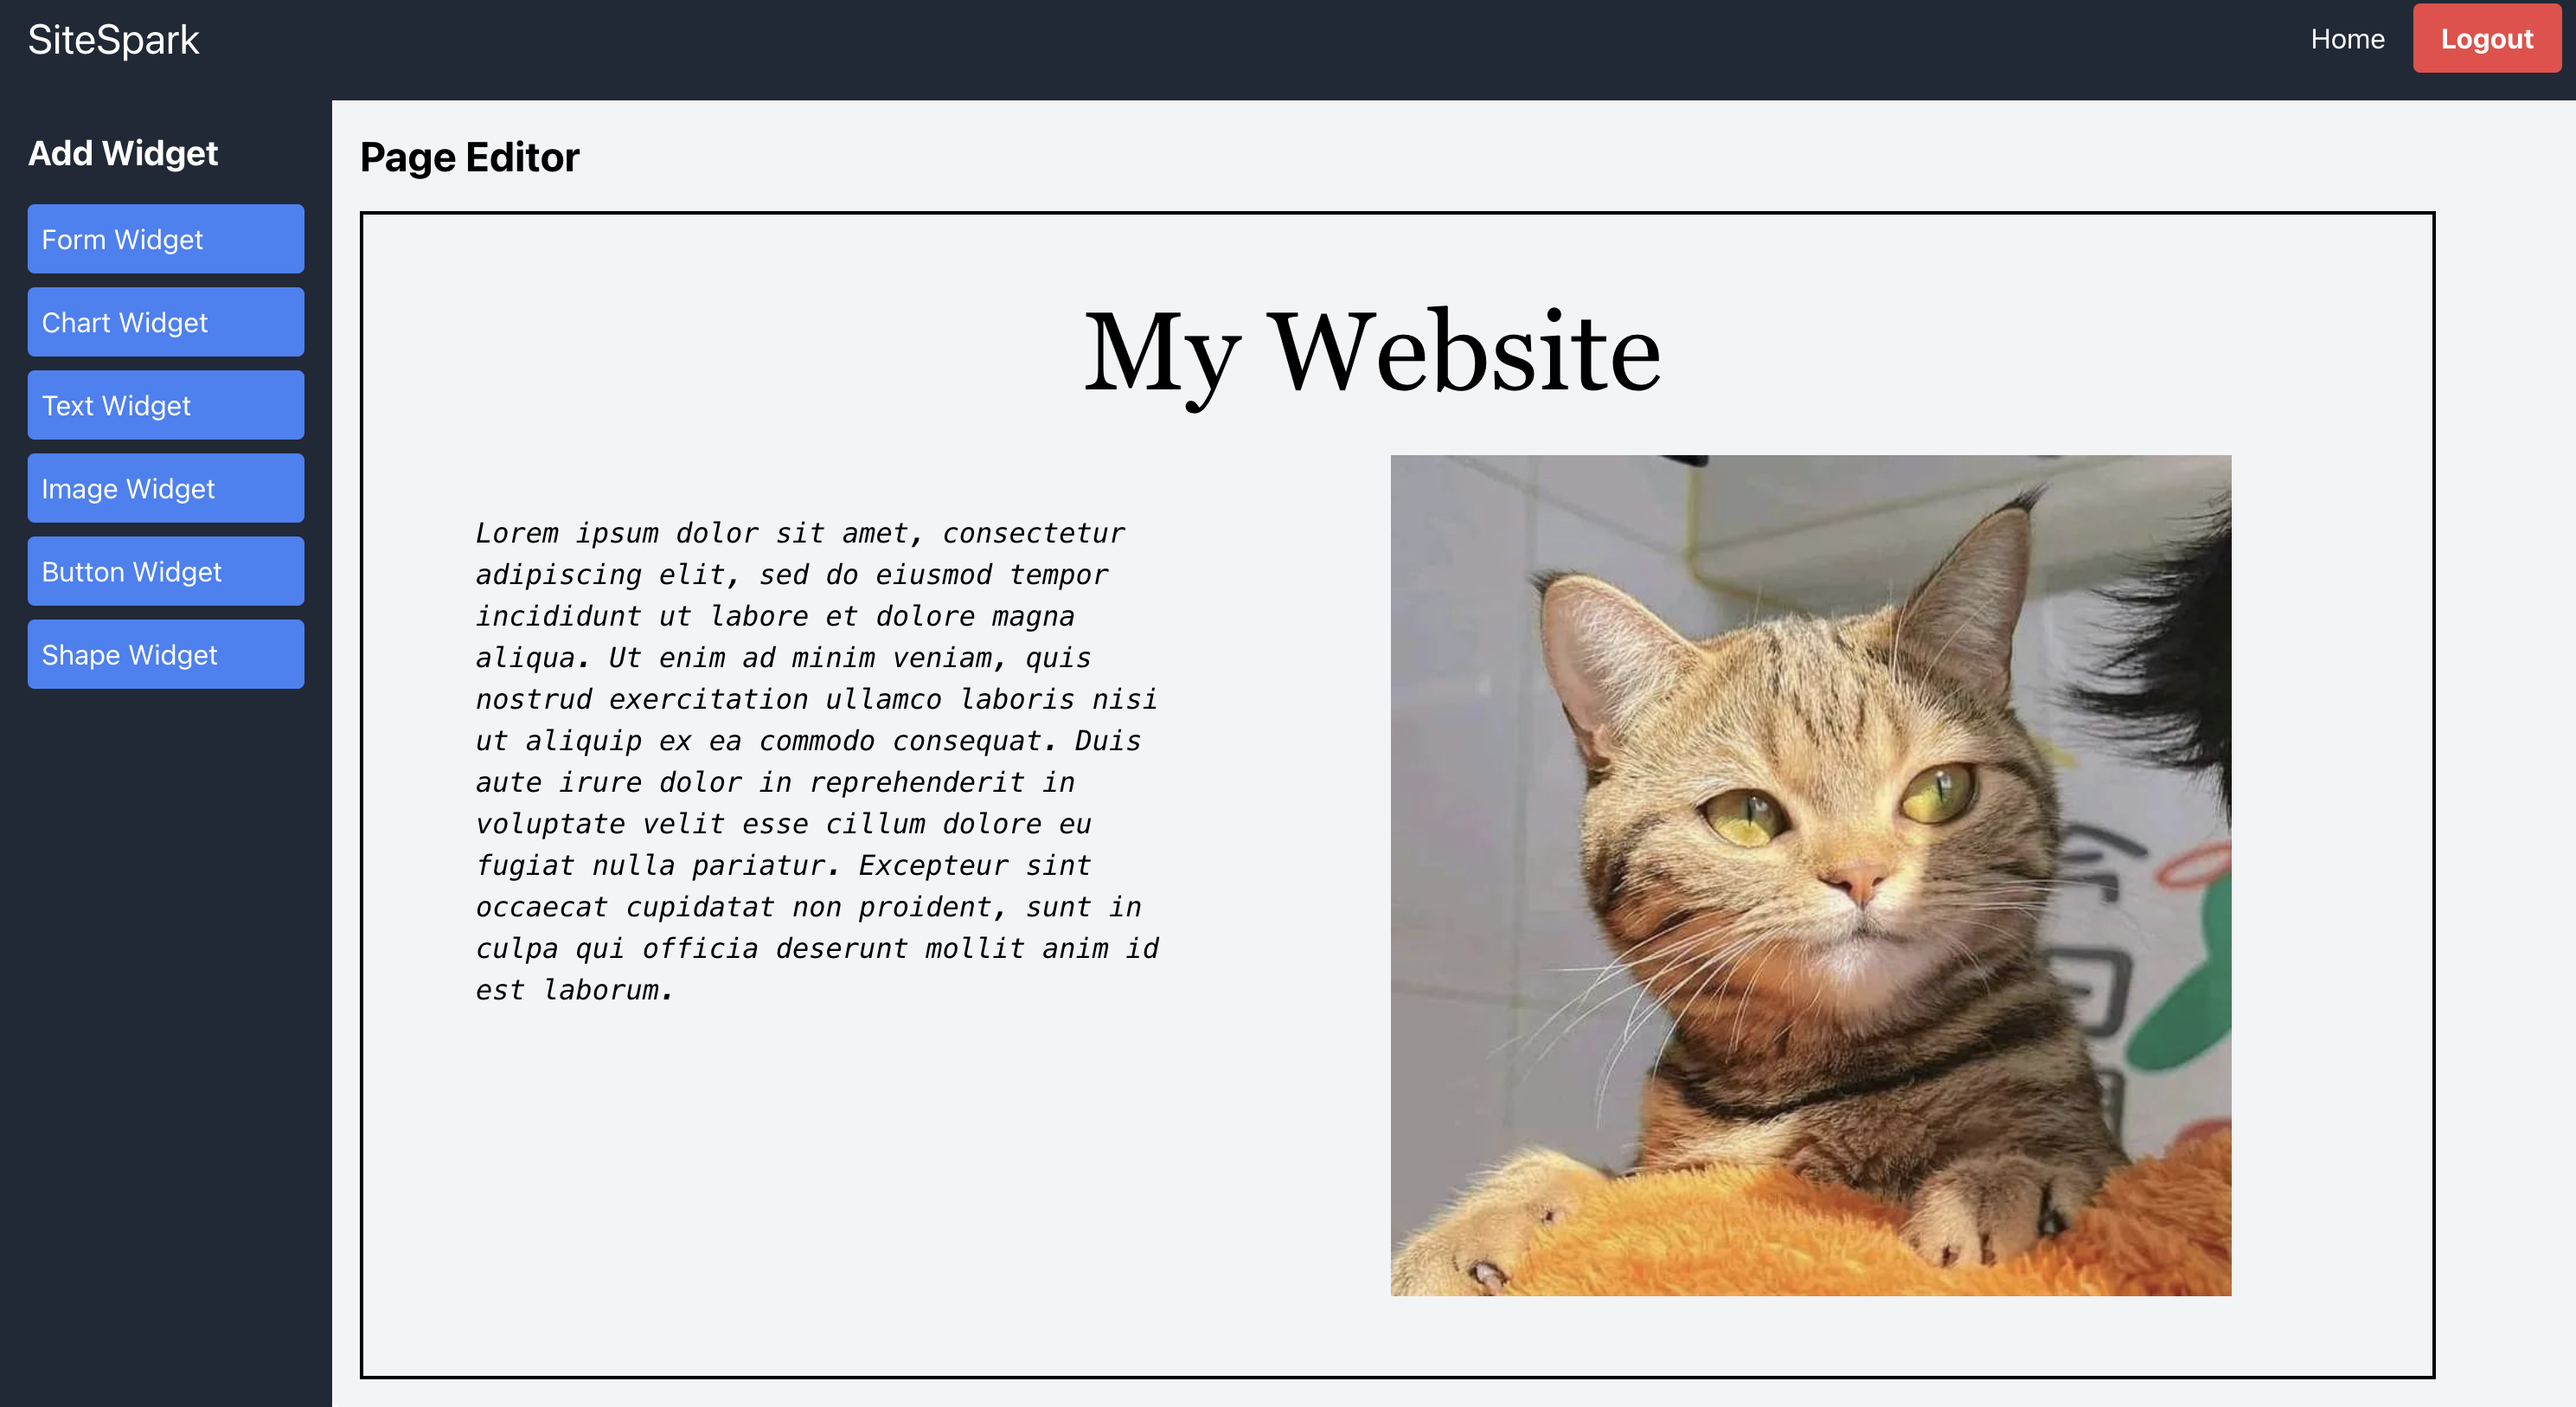 SiteSpark
Home
Logout
Add Widget
Form Widget
Chart Widget
Text Widget
Image Widget
Button Widget
Shape Widget
Page Editor
My Website
Lorem ipsum dolor sit amet, consectetur
adipiscing elit, sed do eiusmod tempor
incididunt ut labore et dolore magna
aliqua. Ut enim ad minim veniam, quis
nostrud exercitation ullamco laboris nisi
ut aliquip ex ea commodo consequat. Duis
aute irure dolor in reprehenderit in
voluptate velit esse cillum dolore eu
fugiat nulla pariatur. Excepteur sint
occaecat cupidatat non proident, sunt in
culpa qui officia deserunt mollit anim id
est laborum.